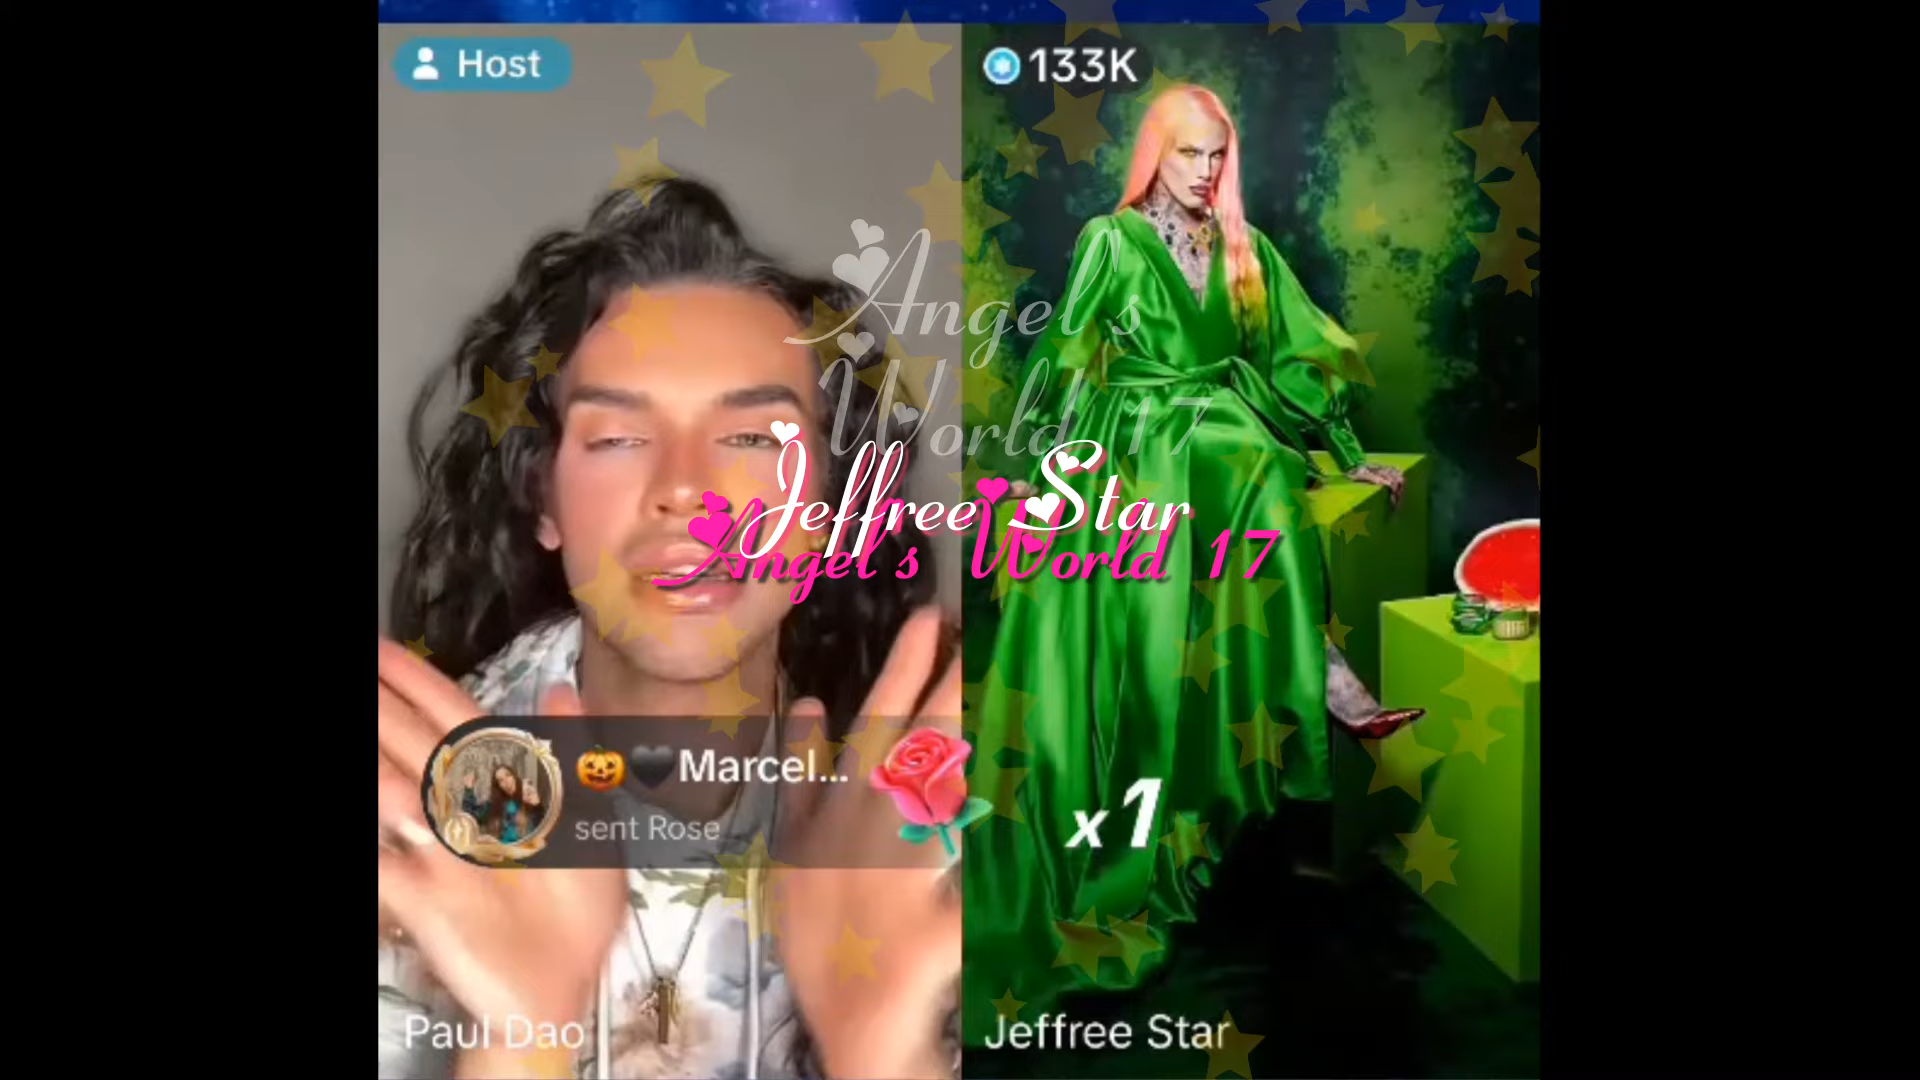 Host
133K
Angel's
World 17
Jeffree Star
Angel's World 17
🎃🖤Marcel...
sent Rose
x1
Paul Dao
Jeffree Star